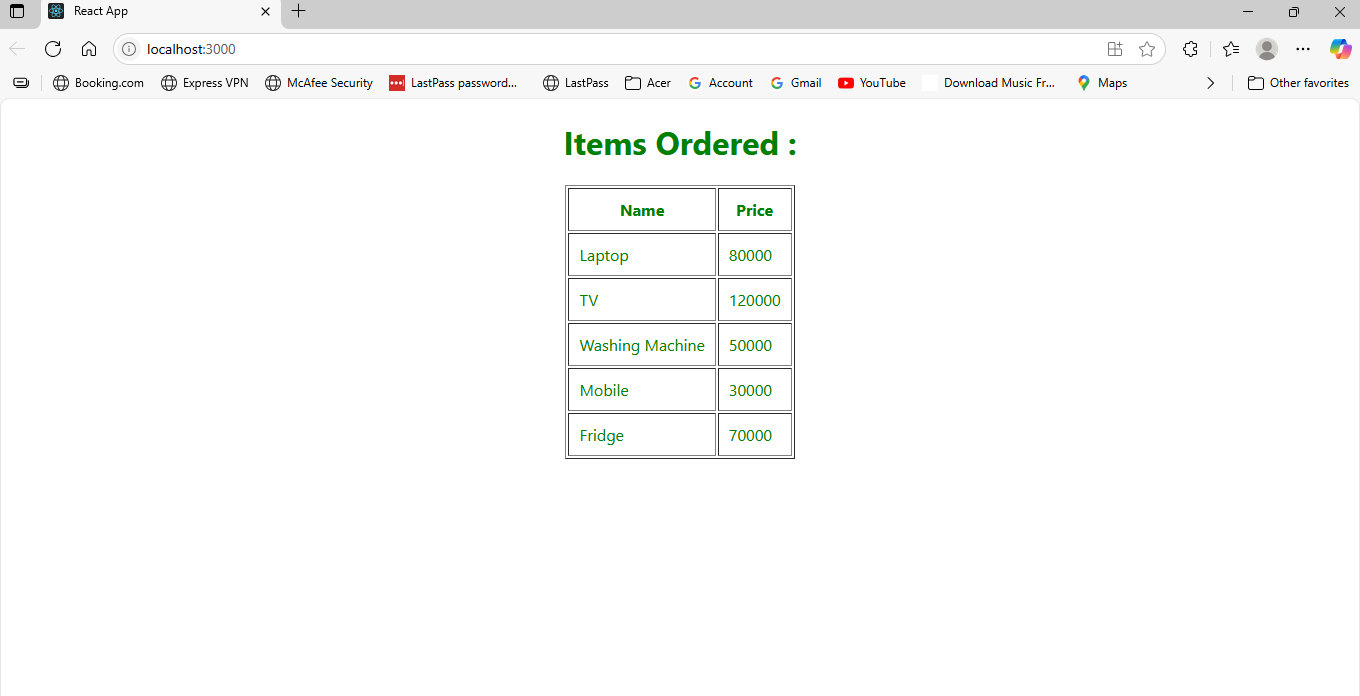 React App
localhost:3000
Booking.com Express VPN McAfee Security LastPass password... LastPass Acer Account Gmail YouTube Download Music Fr... Maps Other favorites
Items Ordered :
Name Price
Laptop 80000
TV 120000
Washing Machine 50000
Mobile 30000
Fridge 70000